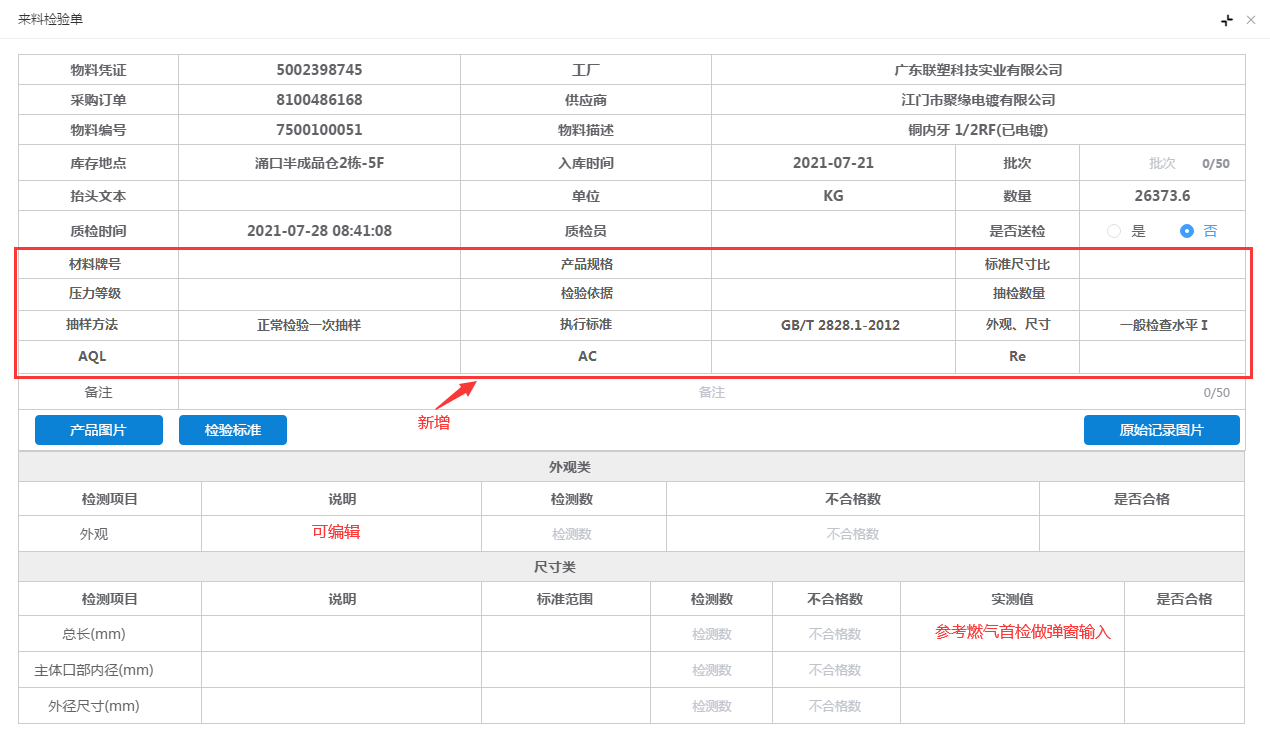 来料检验单
物料凭证 5002398745 工厂 广东联塑科技实业有限公司
采购订单 8100486168 供应商 江门市聚缘电镀有限公司
物料编号 7500100051 物料描述 铜内牙 1/2RF(已电镀)
库存地点 涌口半成品仓2栋-5F 入库时间 2021-07-21 批次 批次 0/50
抬头文本 单位 KG 数量 26373.6
质检时间 2021-07-28 08:41:08 质检员 是否送检 是 否
材料牌号 产品规格 标准尺寸比
压力等级 检验依据 抽检数量
抽样方法 正常检验一次抽样 执行标准 GB/T 2828.1-2012 外观、尺寸 一般检查水平 I
AQL AC Re
备注 备注 0/50
新增
产品图片 检验标准 原始记录图片
外观类
检测项目 说明 检测数 不合格数 是否合格
外观 可编辑 检测数 不合格数
尺寸类
检测项目 说明 标准范围 检测数 不合格数 实测值 是否合格
总长(mm) 检测数 不合格数 参考燃气首检做弹窗输入
主体口部内径(mm) 检测数 不合格数
外径尺寸(mm) 检测数 不合格数